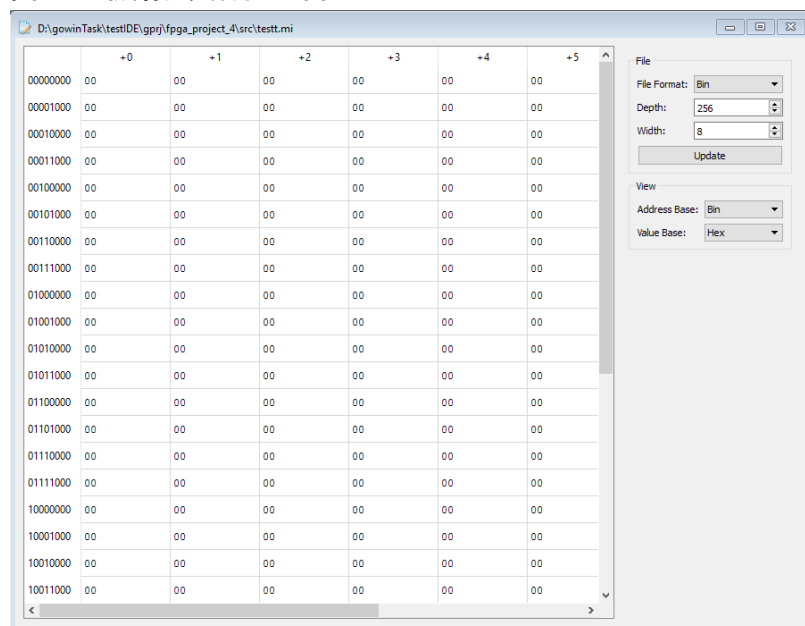 D:\gowinTask\testIDE\gprj\fpga_project_4\src\testt.mi
+0 +1 +2 +3 +4 +5
00000000 00 00 00 00 00 00
00001000 00 00 00 00 00 00
00010000 00 00 00 00 00 00
00011000 00 00 00 00 00 00
00100000 00 00 00 00 00 00
00101000 00 00 00 00 00 00
00110000 00 00 00 00 00 00
00111000 00 00 00 00 00 00
01000000 00 00 00 00 00 00
01001000 00 00 00 00 00 00
01010000 00 00 00 00 00 00
01011000 00 00 00 00 00 00
01100000 00 00 00 00 00 00
01101000 00 00 00 00 00 00
01110000 00 00 00 00 00 00
01111000 00 00 00 00 00 00
10000000 00 00 00 00 00 00
10001000 00 00 00 00 00 00
10010000 00 00 00 00 00 00
10011000 00 00 00 00 00 00
File
File Format: Bin
Depth: 256
Width: 8
Update
View
Address Base: Bin
Value Base: Hex